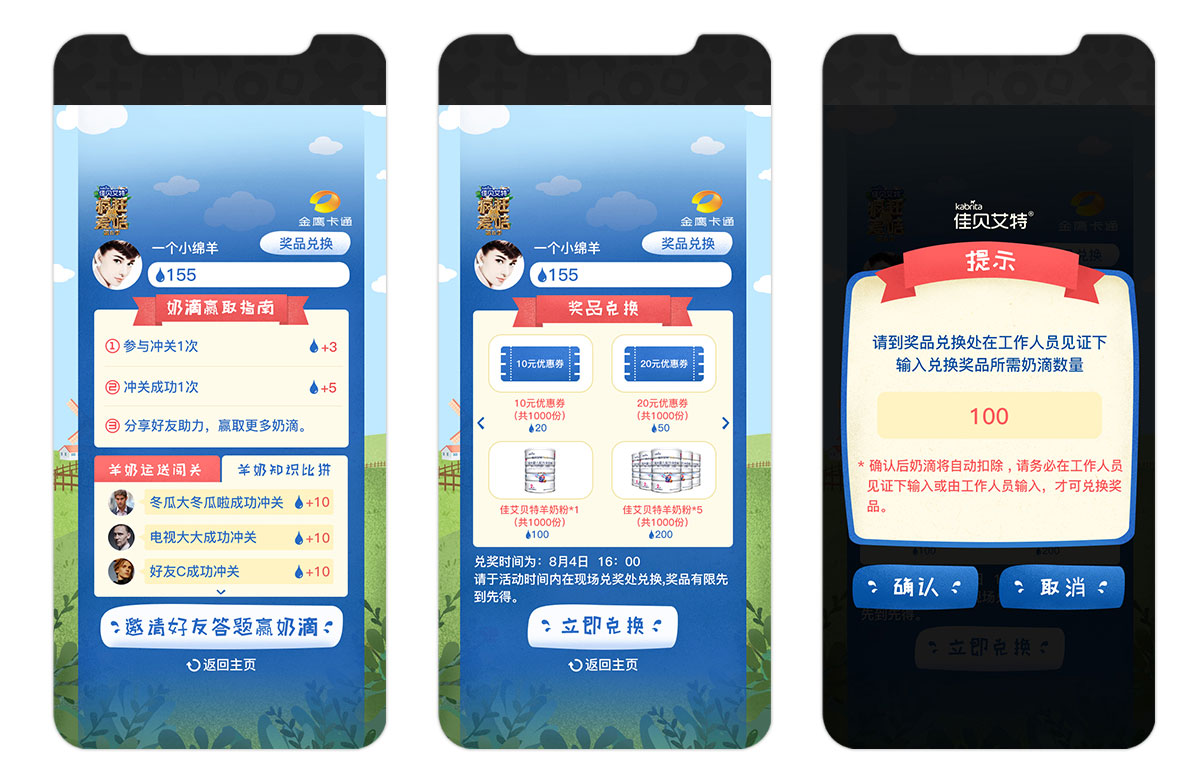 佳贝艾特
疯狂
爱悟
金鹰卡通
一个小绵羊
奖品兑换
155
奶滴赢取指南
① 参与冲关1次
+3
② 冲关成功1次
+5
③ 分享好友助力，赢取更多奶滴。
羊奶运送闯关
羊奶知识比拼
冬瓜大冬瓜啦成功冲关
+10
电视大大成功冲关
+10
好友C成功冲关
+10
邀请好友答题赢奶滴
返回主页
佳贝艾特
疯狂
爱悟
金鹰卡通
一个小绵羊
奖品兑换
155
奖品兑换
10元优惠券
20元优惠券
10元优惠券
（共1000份）
20
20元优惠券
（共1000份）
50
佳艾贝特羊奶粉*1
（共1000份）
100
佳艾贝特羊奶粉*5
（共1000份）
200
兑奖时间为：8月4日 16：00
请于活动时间内在现场兑奖处兑换,奖品有限先
到先得。
立即兑换
返回主页
kabrita
佳贝艾特®
金鹰卡通
提示
请到奖品兑换处在工作人员见证下
输入兑换奖品所需奶滴数量
100
* 确认后奶滴将自动扣除，请务必在工作人员
见证下输入或由工作人员输入，才可兑换奖
品。
100
200
确认
取消
先到先得。
立即兑换